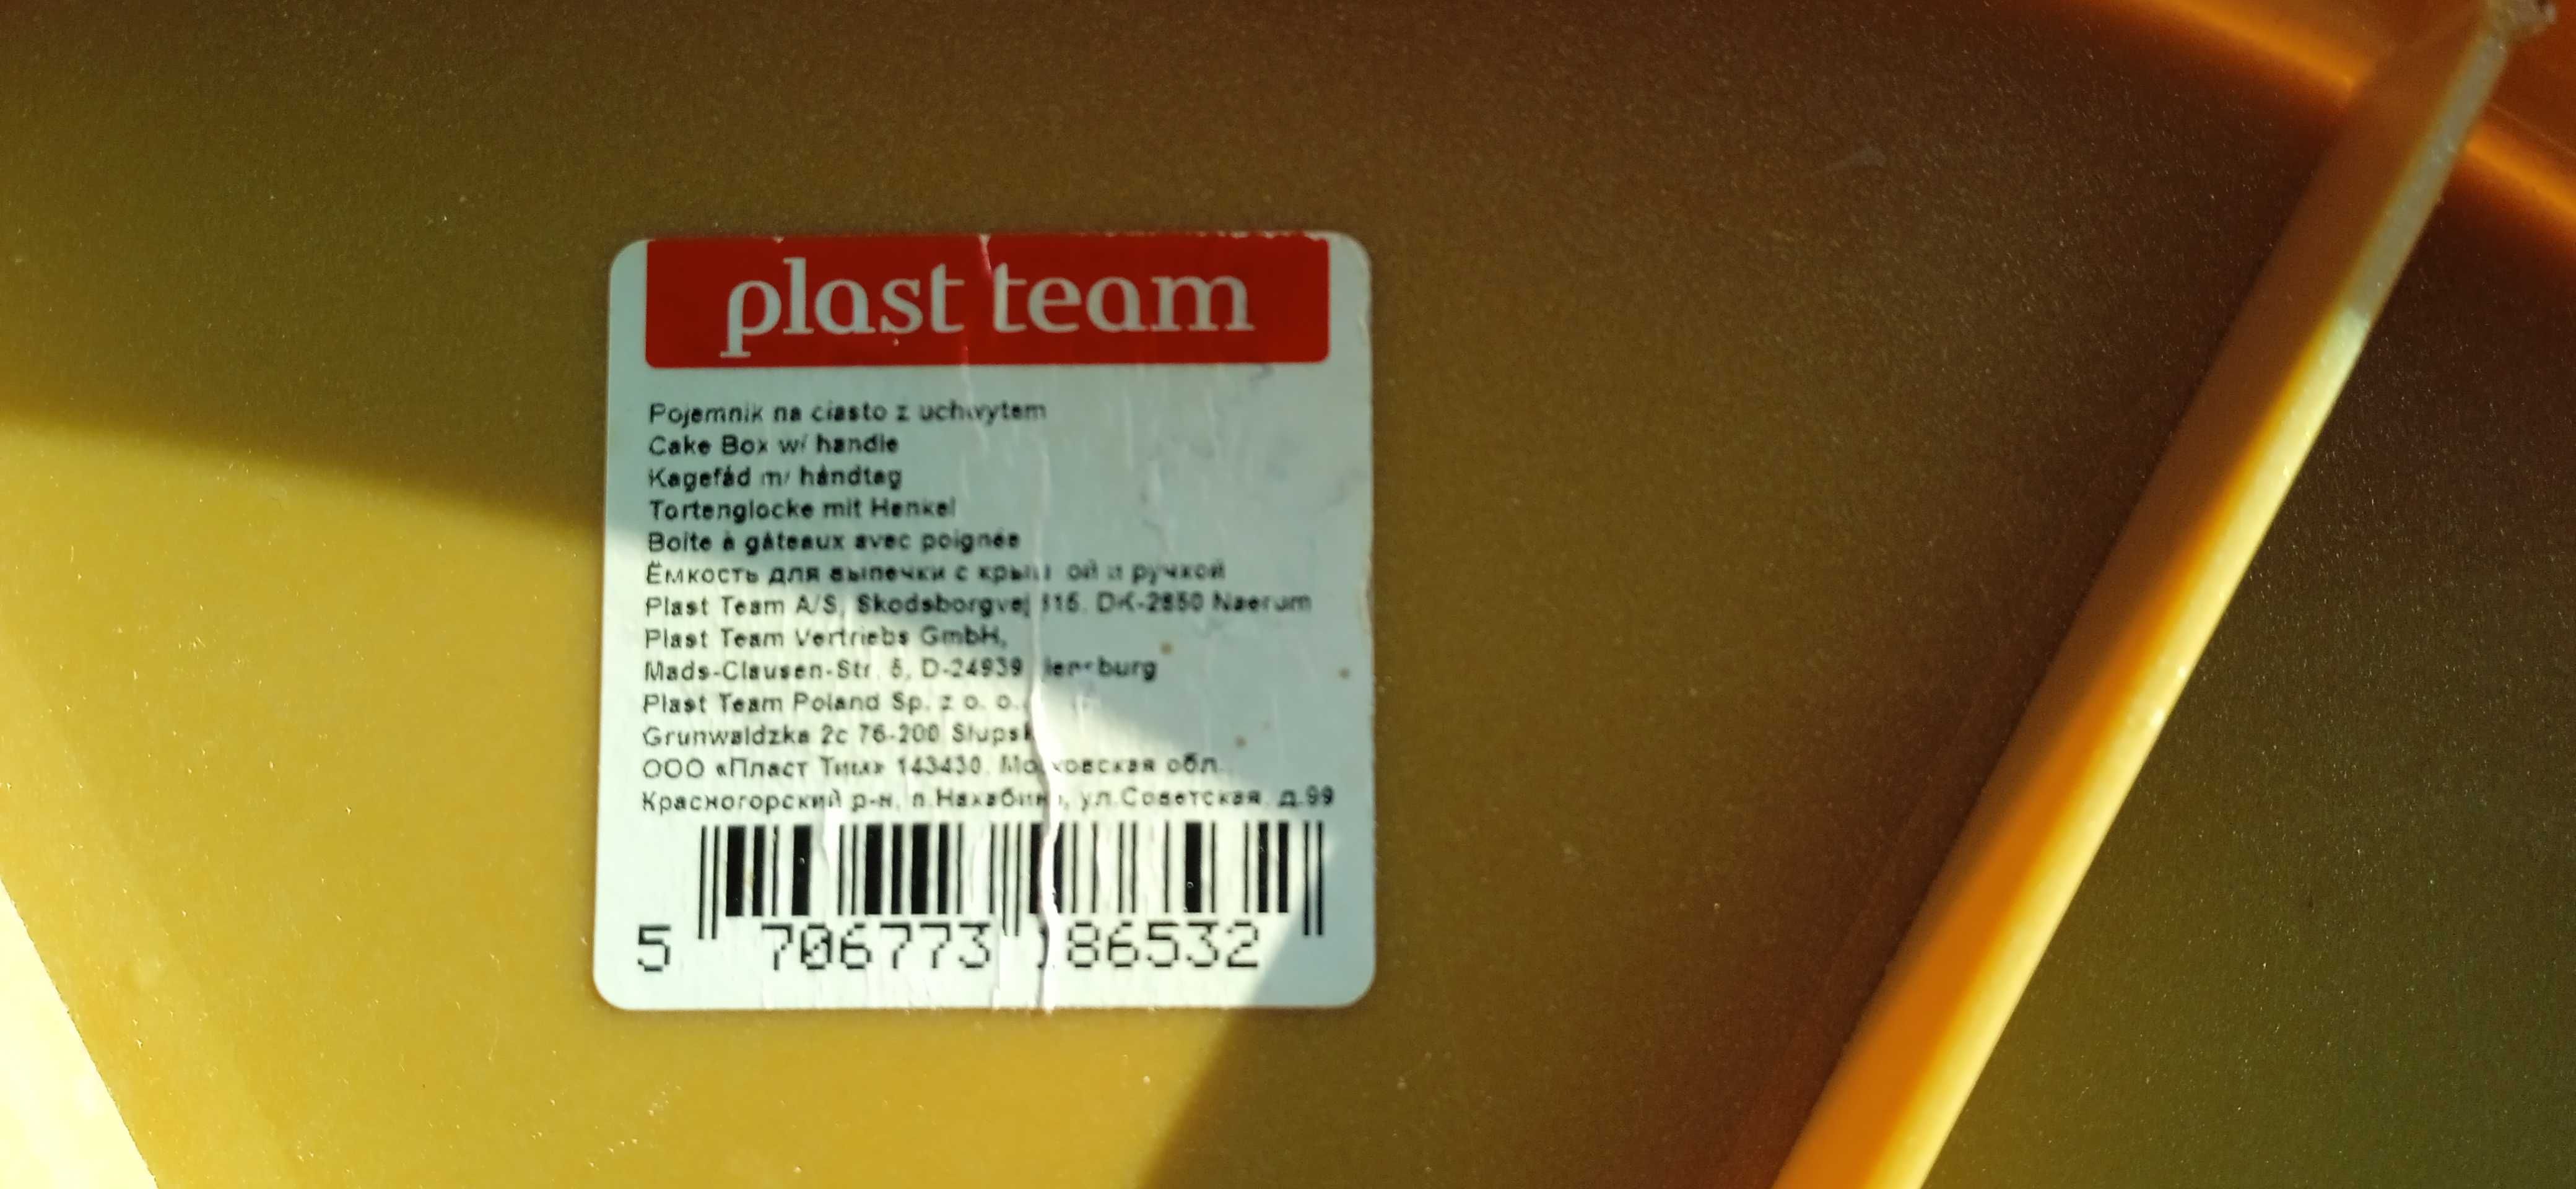 plast team
Pojemnik na ciasto z uchwytem
Cake Box w/ handle
Kagefåd m/ håndtag
Tortenglocke mit Henkel
Boîte à gâteaux avec poignée
Ёмкость для выпечки с и ручкой
Plast Team A/S, Skodsborgvej DK-2850 Naerum
Plast Team Vertriebs GmbH,
Mads-Clausen-Str. 5, D-24939
Plast Team Poland Sp. z o. o.,
Grunwaldzka 2c 76-200 Słupsk
ООО «Пласт Тим» 143430, Московская обл.,
Красногорский р-н, п.Нахабино, ул.Советская, д.99
5 706773 186532